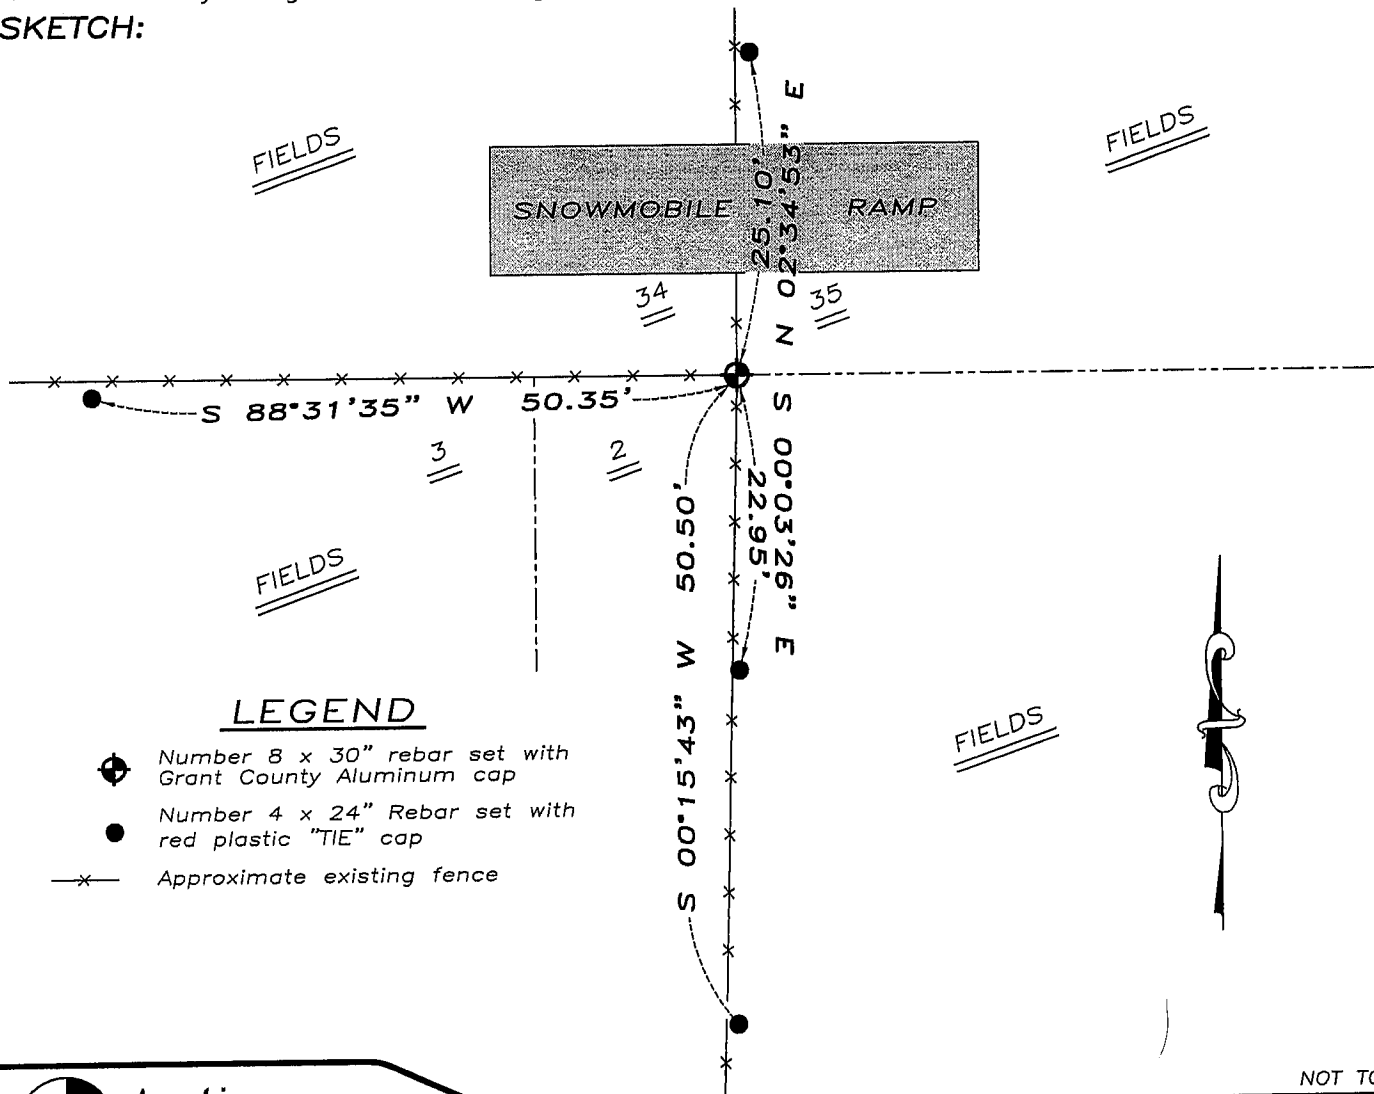 SKETCH:
FIELDS
FIELDS
SNOWMOBILE RAMP
25.10'
N 02°34'53" E
34
35
S 88°31'35" W 50.35'
3
2
S 00°03'26" E
22.95'
S 00°15'43" W 50.50'
FIELDS
FIELDS
LEGEND
Number 8 x 30" rebar set with
Grant County Aluminum cap
Number 4 x 24" Rebar set with
red plastic "TIE" cap
Approximate existing fence
NOT TO